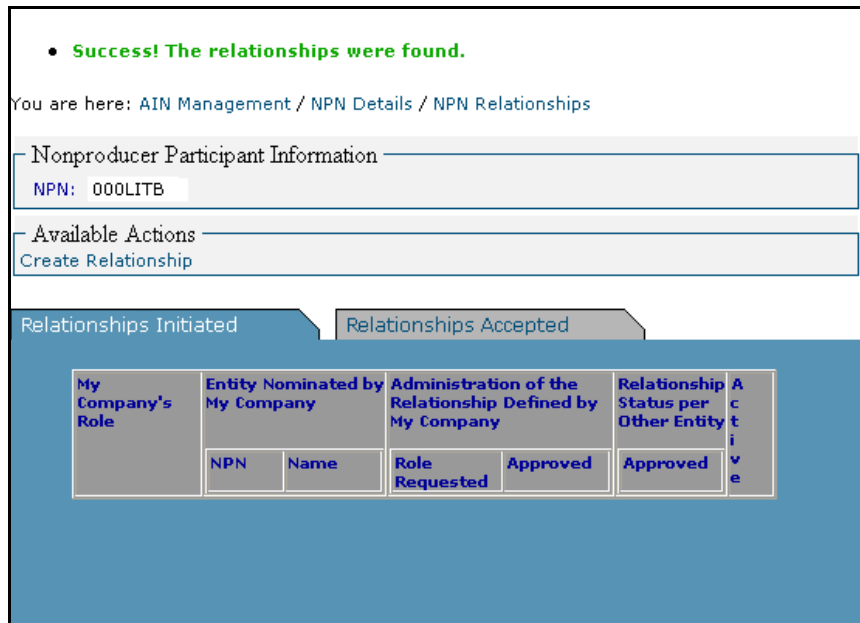 • Success! The relationships were found.
You are here: AIN Management / NPN Details / NPN Relationships
Nonproducer Participant Information
NPN: 000LITB
Available Actions
Create Relationship
Relationships Initiated
Relationships Accepted
My Company's Role
Entity Nominated by My Company
Administration of the Relationship Defined by My Company
Relationship Status per Other Entity
Active
NPN
Name
Role Requested
Approved
Approved